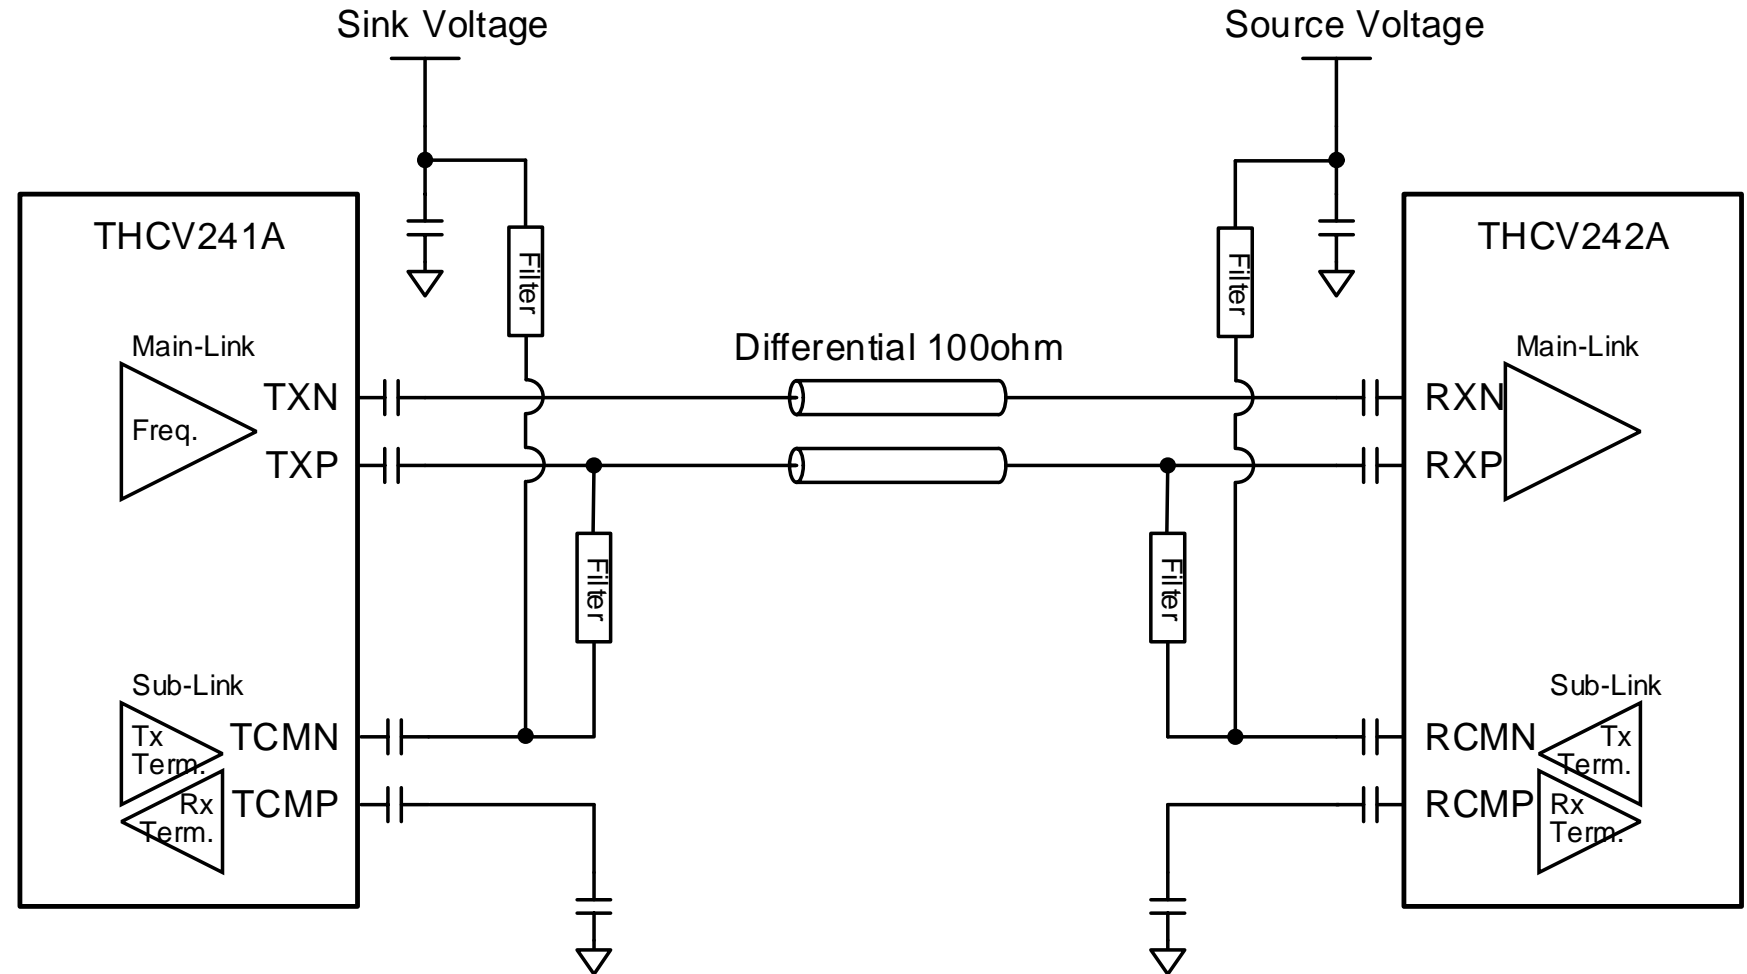 Sink Voltage
Source Voltage
THCV241A
THCV242A
Filter
Filter
Main-Link
Differential 100ohm
Main-Link
TXN
RXN
Freq.
TXP
RXP
Filter
Filter
Sub-Link
Sub-Link
Tx
Term.
TCMN
RCMN
Tx
Term.
Rx
Term.
TCMP
RCMP
Rx
Term.